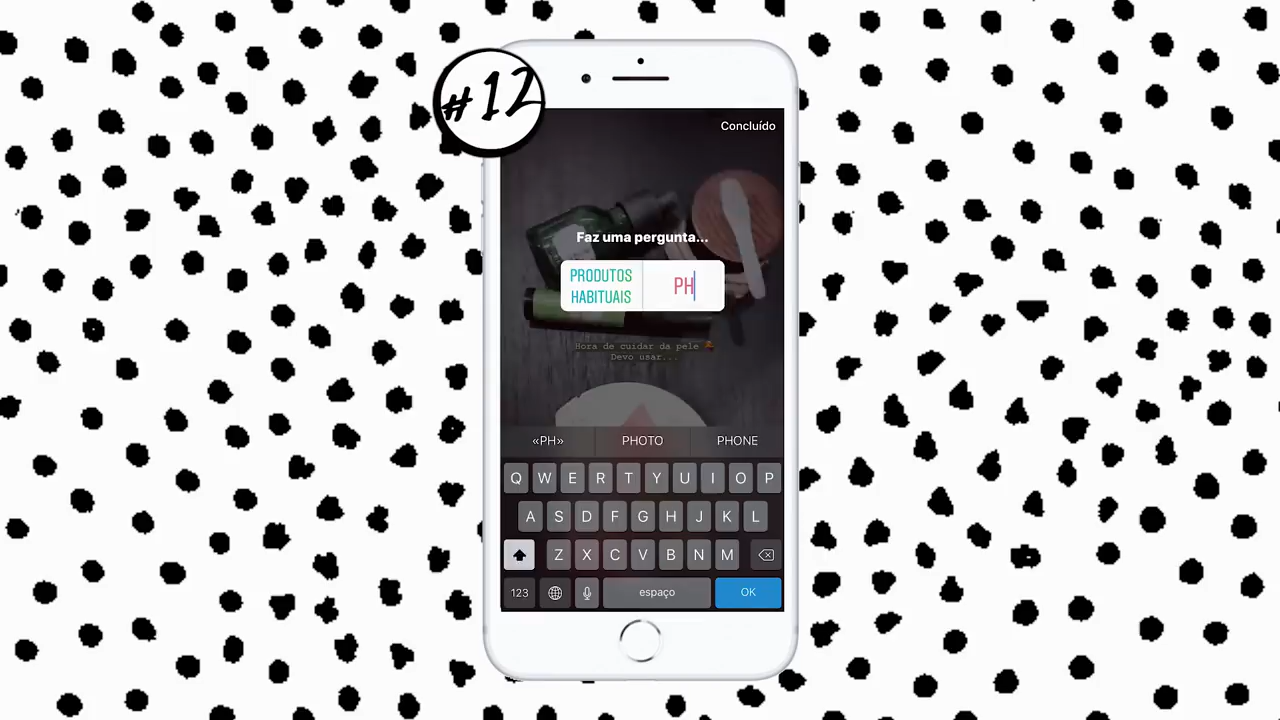 #12
Concluído
Faz uma pergunta...
PRODUTOS
HABITUAIS
PH
Hora de cuidar da pele
Devo usar...
«PH» PHOTO PHONE
Q W E R T Y U I O P
A S D F G H J K L
Z X C V B N M
123 espaço OK